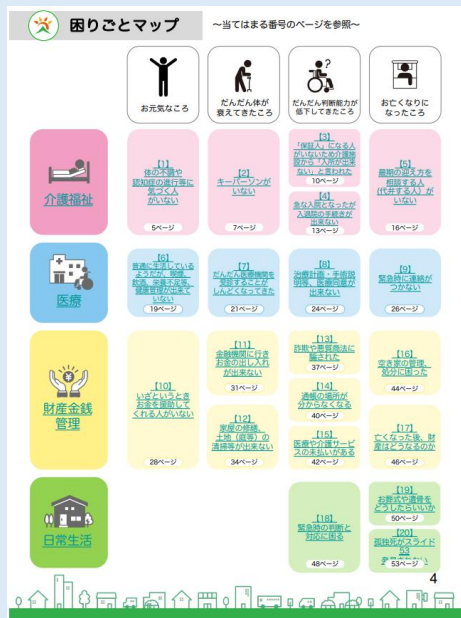 困りごとマップ
～当てはまる番号のページを参照～
お元気なころ
だんだん体が
衰えてきたころ
だんだん判断能力が
低下してきたころ
お亡くなりに
なったころ
介護福祉
【1】
体の不調や
認知症の進行等に
気づく人
がいない
5ページ
【2】
キーパーソンが
いない
7ページ
【3】
「保証人」になる人
がいないため介護施
設から「入所が出来
ない」と言われた
10ページ
【4】
急な入院となったが
入退院の手続きが
出来ない
13ページ
【5】
最期の迎え方を
相談する人
(代弁する人)が
いない
16ページ
医療
【6】
普通に生活している
ようだが、喫煙、
飲酒、栄養不足等、
健康管理が出来て
いない
19ページ
【7】
だんだん医療機関を
受診することが
しんどくなってきた
21ページ
【8】
治療計画・手術説
明等、医療同意が
出来ない
24ページ
【9】
緊急時に連絡が
つかない
26ページ
財産金銭
管理
【10】
いざというとき
お金を援助して
くれる人がいない
28ページ
【11】
金融機関に行き
お金の出し入れ
が出来ない
31ページ
【12】
家屋の修繕、
土地（庭等）の
清掃等が出来ない
34ページ
【13】
詐欺や悪質商法に
騙された
37ページ
【14】
通帳の場所が
分からなくなる
40ページ
【15】
医療や介護サービ
スの未払いがある
42ページ
【16】
空き家の管理、
処分に困った
44ページ
【17】
亡くなった後、財
産はどうなるのか
46ページ
日常生活
【18】
緊急時の判断と
対応に困る
48ページ
【19】
お葬式や遺骨を
どうしたらいいか
50ページ
【20】
孤独死がスライド
53
53ページ
4